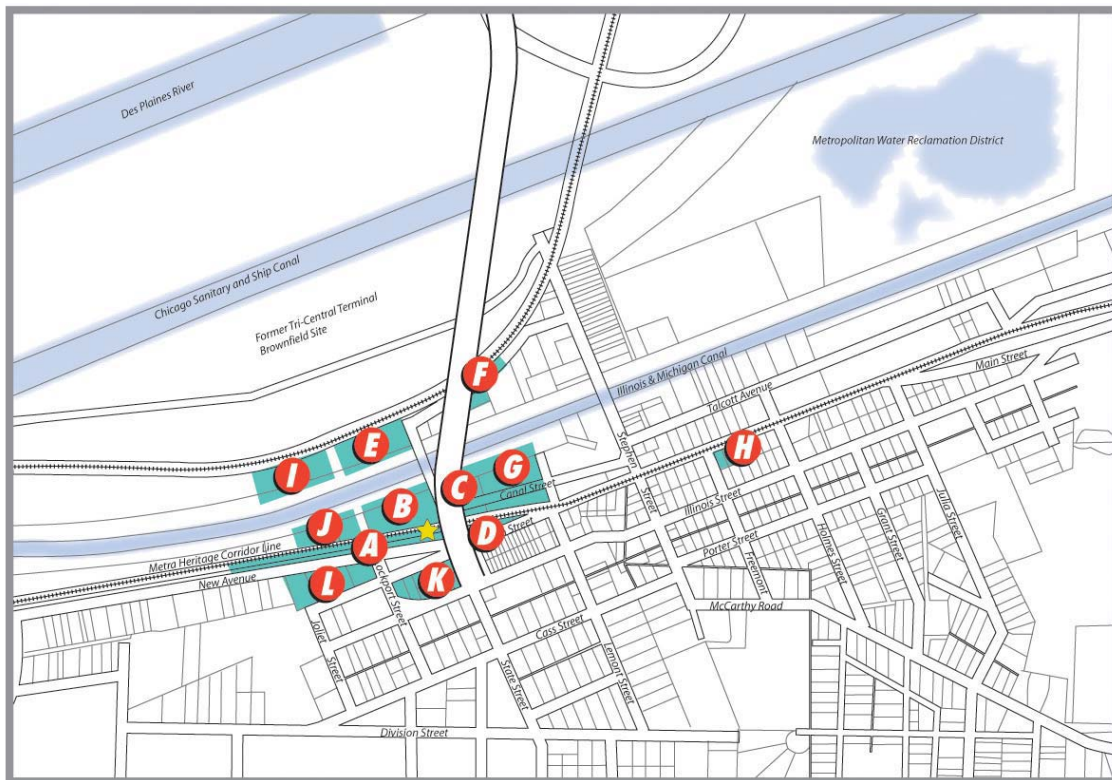 Des Plaines River
Metropolitan Water Reclamation District
Chicago Sanitary and Ship Canal
Former Tri-Central Terminal
Brownfield Site
Illinois & Michigan Canal
Main Street
Talcott Avenue
F
E
I
H
G
C
B
J
A
D
L
K
Stephen
Street
Canal Street
Street
Illinois Street
Julia Street
Grant Street
Holmes Street
Porter Street
Freemont
Metra Heritage Corridor Line
New Avenue
McCarthy Road
ockport Street
Joliet
Street
Cass Street
State Street
Lemont Street
Division Street